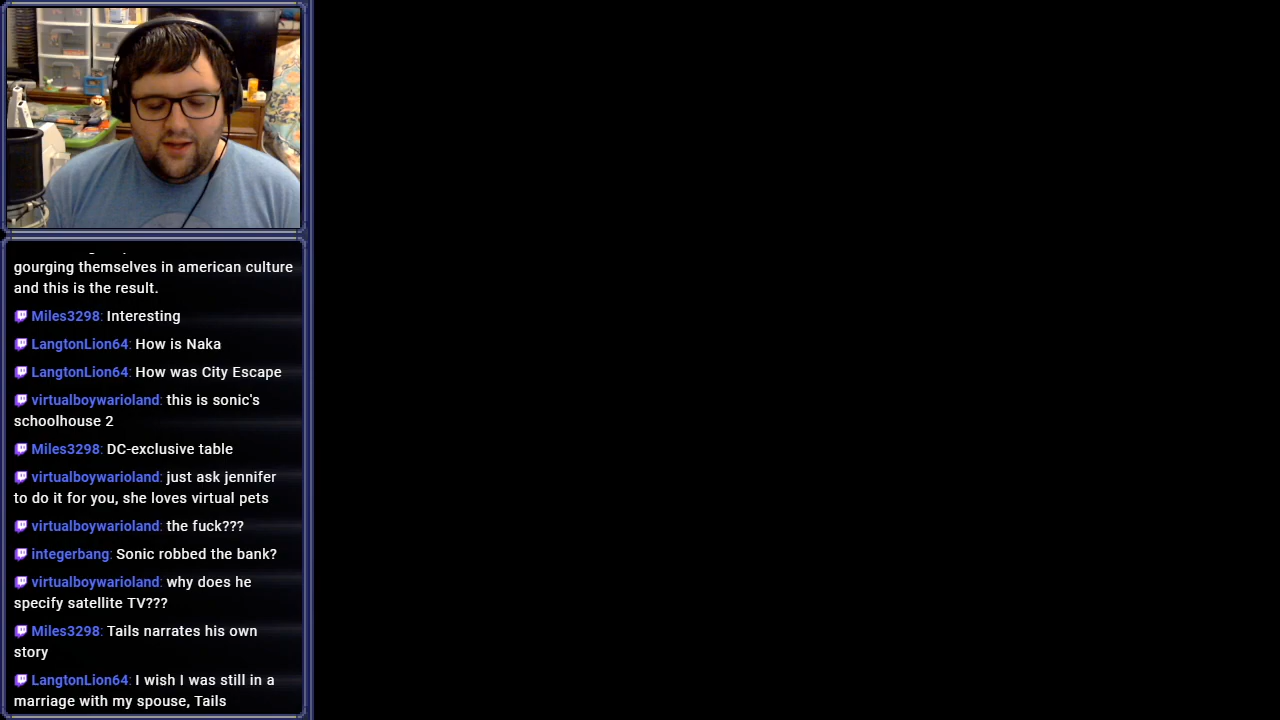 gourging themselves in american culture
and this is the result.
Miles3298: Interesting
LangtonLion64: How is Naka
LangtonLion64: How was City Escape
virtualboywarioland: this is sonic's
schoolhouse 2
Miles3298: DC-exclusive table
virtualboywarioland: just ask jennifer
to do it for you, she loves virtual pets
virtualboywarioland: the fuck???
integerbang: Sonic robbed the bank?
virtualboywarioland: why does he
specify satellite TV???
Miles3298: Tails narrates his own
story
LangtonLion64: I wish I was still in a
marriage with my spouse, Tails